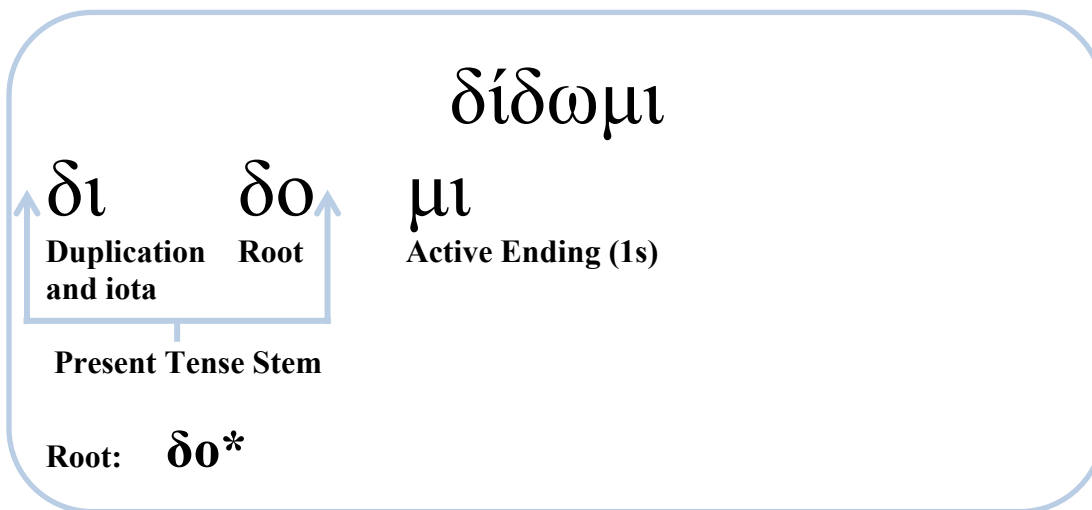 δίδωμι
δι δο μι
Duplication Root Active Ending (1s)
and iota
Present Tense Stem
Root: δο*